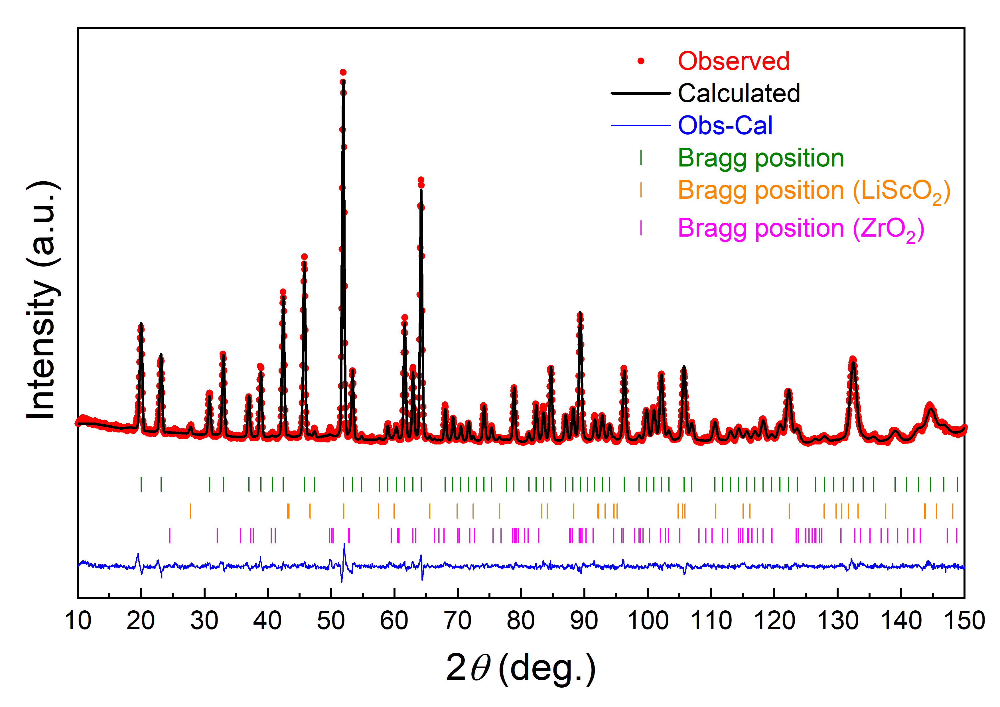 Observed
Calculated
Obs-Cal
Bragg position
Bragg position (LiScO₂)
Bragg position (ZrO₂)
Intensity (a.u.)
10 20 30 40 50 60 70 80 90 100 110 120 130 140 150
2θ (deg.)